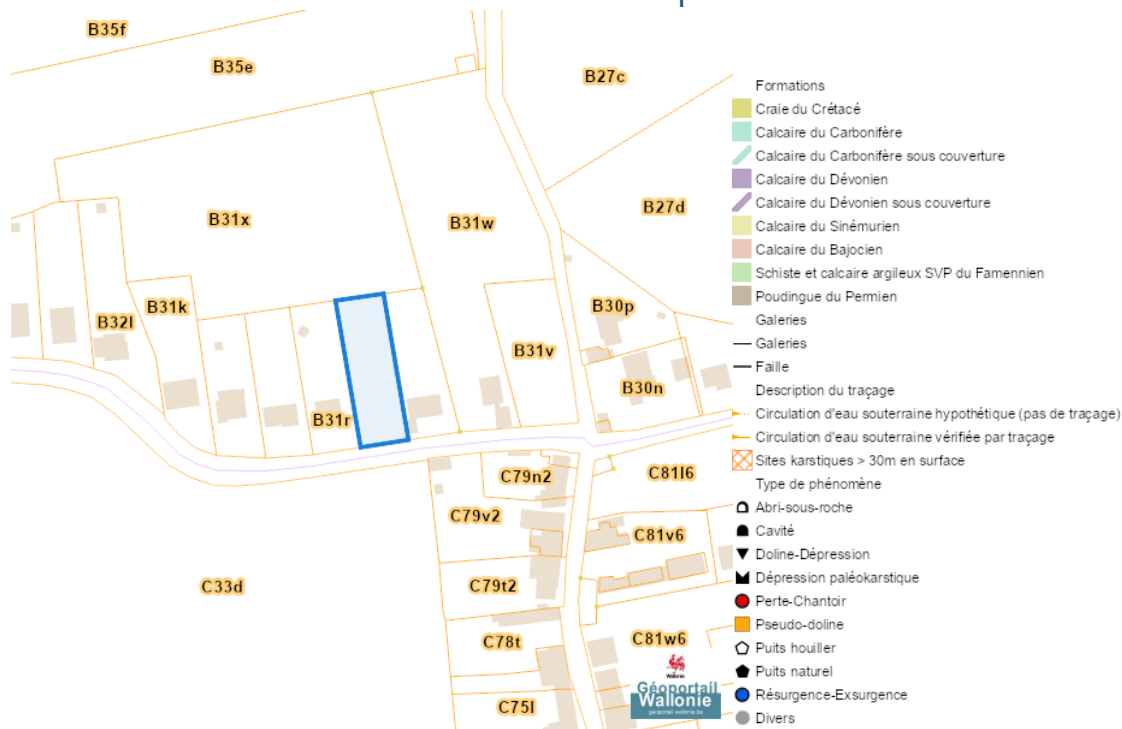 B35f
B35e
B27c
B31x
B31w
B27d
B31k
B32l
B30p
B31v
B30n
B31r
C79n2
C81l6
C79v2
C81v6
C33d
C79t2
C78t
C81w6
C75l
Wallonie
Géoportail
Wallonie
geoportail.wallonie.be
Formations
Craie du Crétacé
Calcaire du Carbonifère
Calcaire du Carbonifère sous couverture
Calcaire du Dévonien
Calcaire du Dévonien sous couverture
Calcaire du Sinémurien
Calcaire du Bajocien
Schiste et calcaire argileux SVP du Famennien
Poudingue du Permien
Galeries
Galeries
Faille
Description du traçage
Circulation d'eau souterraine hypothétique (pas de traçage)
Circulation d'eau souterraine vérifiée par traçage
Sites karstiques > 30m en surface
Type de phénomène
Abri-sous-roche
Cavité
Doline-Dépression
Dépression paléokarstique
Perte-Chantoir
Pseudo-doline
Puits houiller
Puits naturel
Résurgence-Exsurgence
Divers